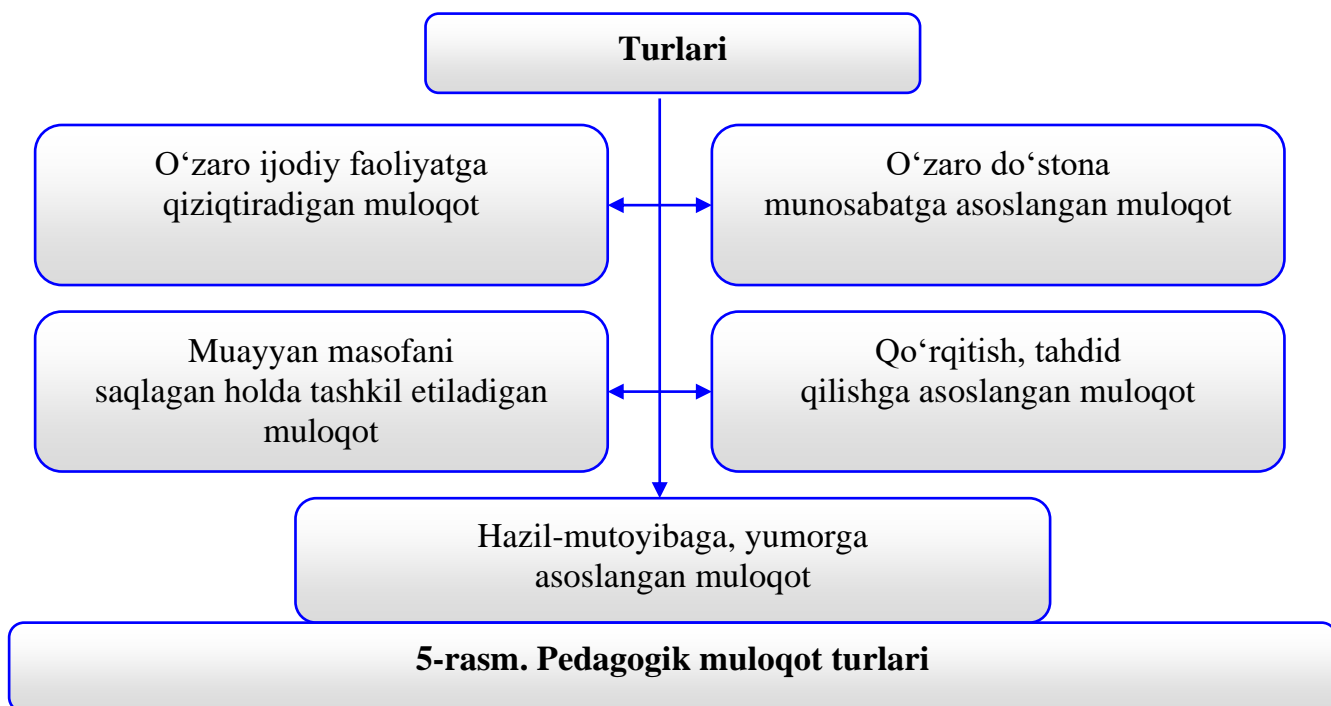 Turlari
O‘zaro ijodiy faoliyatga
qiziqtiradigan muloqot
O‘zaro do‘stona
munosabatga asoslangan muloqot
Muayyan masofani
saqlagan holda tashkil etiladigan
muloqot
Qo‘rqitish, tahdid
qilishga asoslangan muloqot
Hazil-mutoyibaga, yumorga
asoslangan muloqot
5-rasm. Pedagogik muloqot turlari